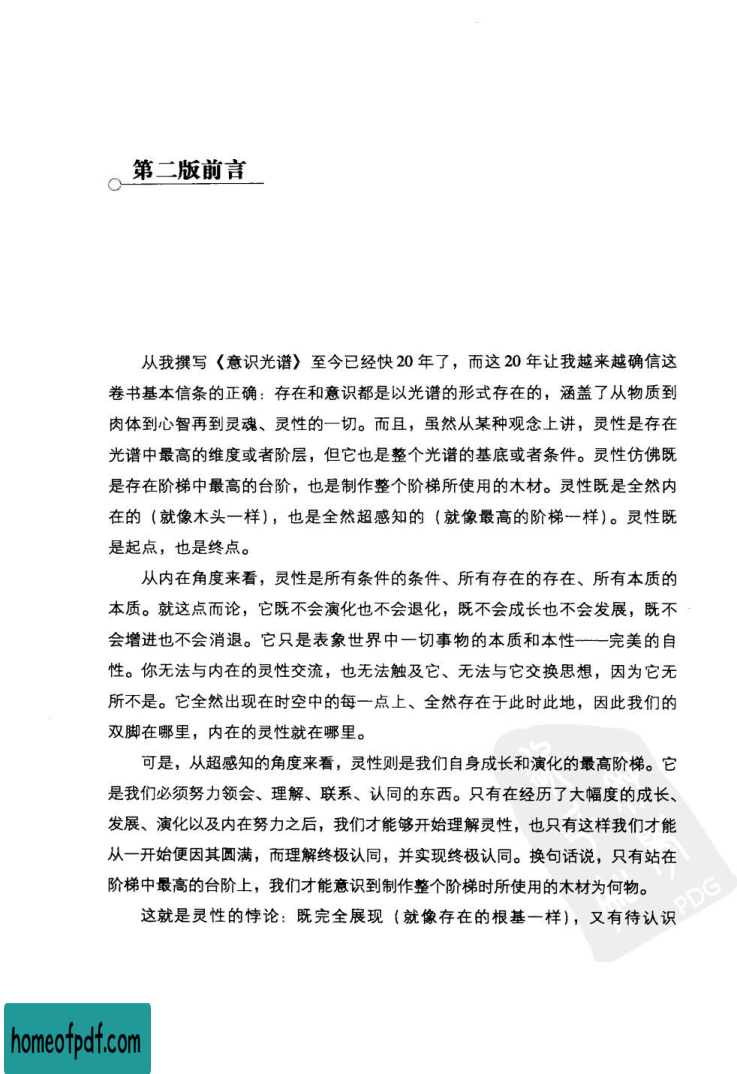 第二版前言
从我撰写《意识光谱》至今已经快20年了，而这20年让我越来越确信这
卷书基本信条的正确：存在和意识都是以光谱的形式存在的，涵盖了从物质到
肉体到心智再到灵魂、灵性的一切。而且，虽然从某种观念上讲，灵性是存在
光谱中最高的维度或者阶层，但它也是整个光谱的基底或者条件。灵性仿佛既
是存在阶梯中最高的台阶，也是制作整个阶梯所使用的木材。灵性既是全然内
在的（就像木头一样），也是全然超感知的（就像最高的阶梯一样）。灵性既
是起点，也是终点。
从内在角度来看，灵性是所有条件的条件、所有存在的存在、所有本质的
本质。就这点而论，它既不会演化也不会退化，既不会成长也不会发展，既不
会增进也不会消退。它只是表象世界中一切事物的本质和本性——完美的自
性。你无法与内在的灵性交流，也无法触及它、无法与它交换思想，因为它无
所不是。它全然出现在时空中的每一点上、全然存在于此时此地，因此我们的
双脚在哪里，内在的灵性就在哪里。
可是，从超感知的角度来看，灵性则是我们自身成长和演化的最高阶梯。它
是我们必须努力领会、理解、联系、认同的东西。只有在经历了大幅度的成长、
发展、演化以及内在努力之后，我们才能够开始理解灵性，也只有这样我们才能
从一开始便因其圆满，而理解终极认同，并实现终极认同。换句话说，只有站在
阶梯中最高的台阶上，我们才能意识到制作整个阶梯时所使用的木材为何物。
这就是灵性的悖论：既完全展现（就像存在的根基一样），又有待认识
PDG
homeofpdf.com